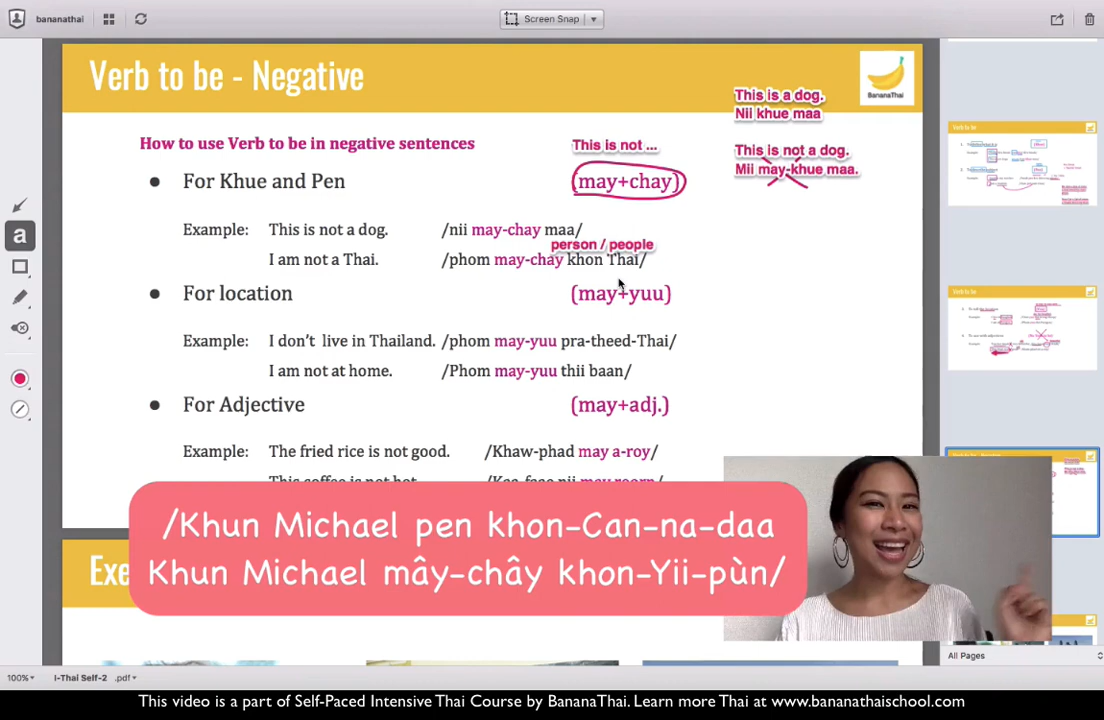 bananathai
Screen Snap
Verb to be - Negative
BananaThai
This is a dog.
Nii khue maa
How to use Verb to be in negative sentences
This is not ...
This is not a dog.
Mii may-khue maa.
For Khue and Pen (may+chay)
Example: This is not a dog. /nii may-chay maa/
person / people
I am not a Thai. /phom may-chay khon Thai/
For location (may+yuu)
Example: I don't live in Thailand. /phom may-yuu pra-theed-Thai/
I am not at home. /Phom may-yuu thii baan/
For Adjective (may+adj.)
Example: The fried rice is not good. /Khaw-phad may a-roy/
/Khun Michael pen khon-Can-na-daa
Khun Michael mây-chây khon-Yii-pùn/
a
All Pages
100%
I-Thai Self-2 .pdf
This video is a part of Self-Paced Intensive Thai Course by BananaThai. Learn more Thai at www.bananathaischool.com